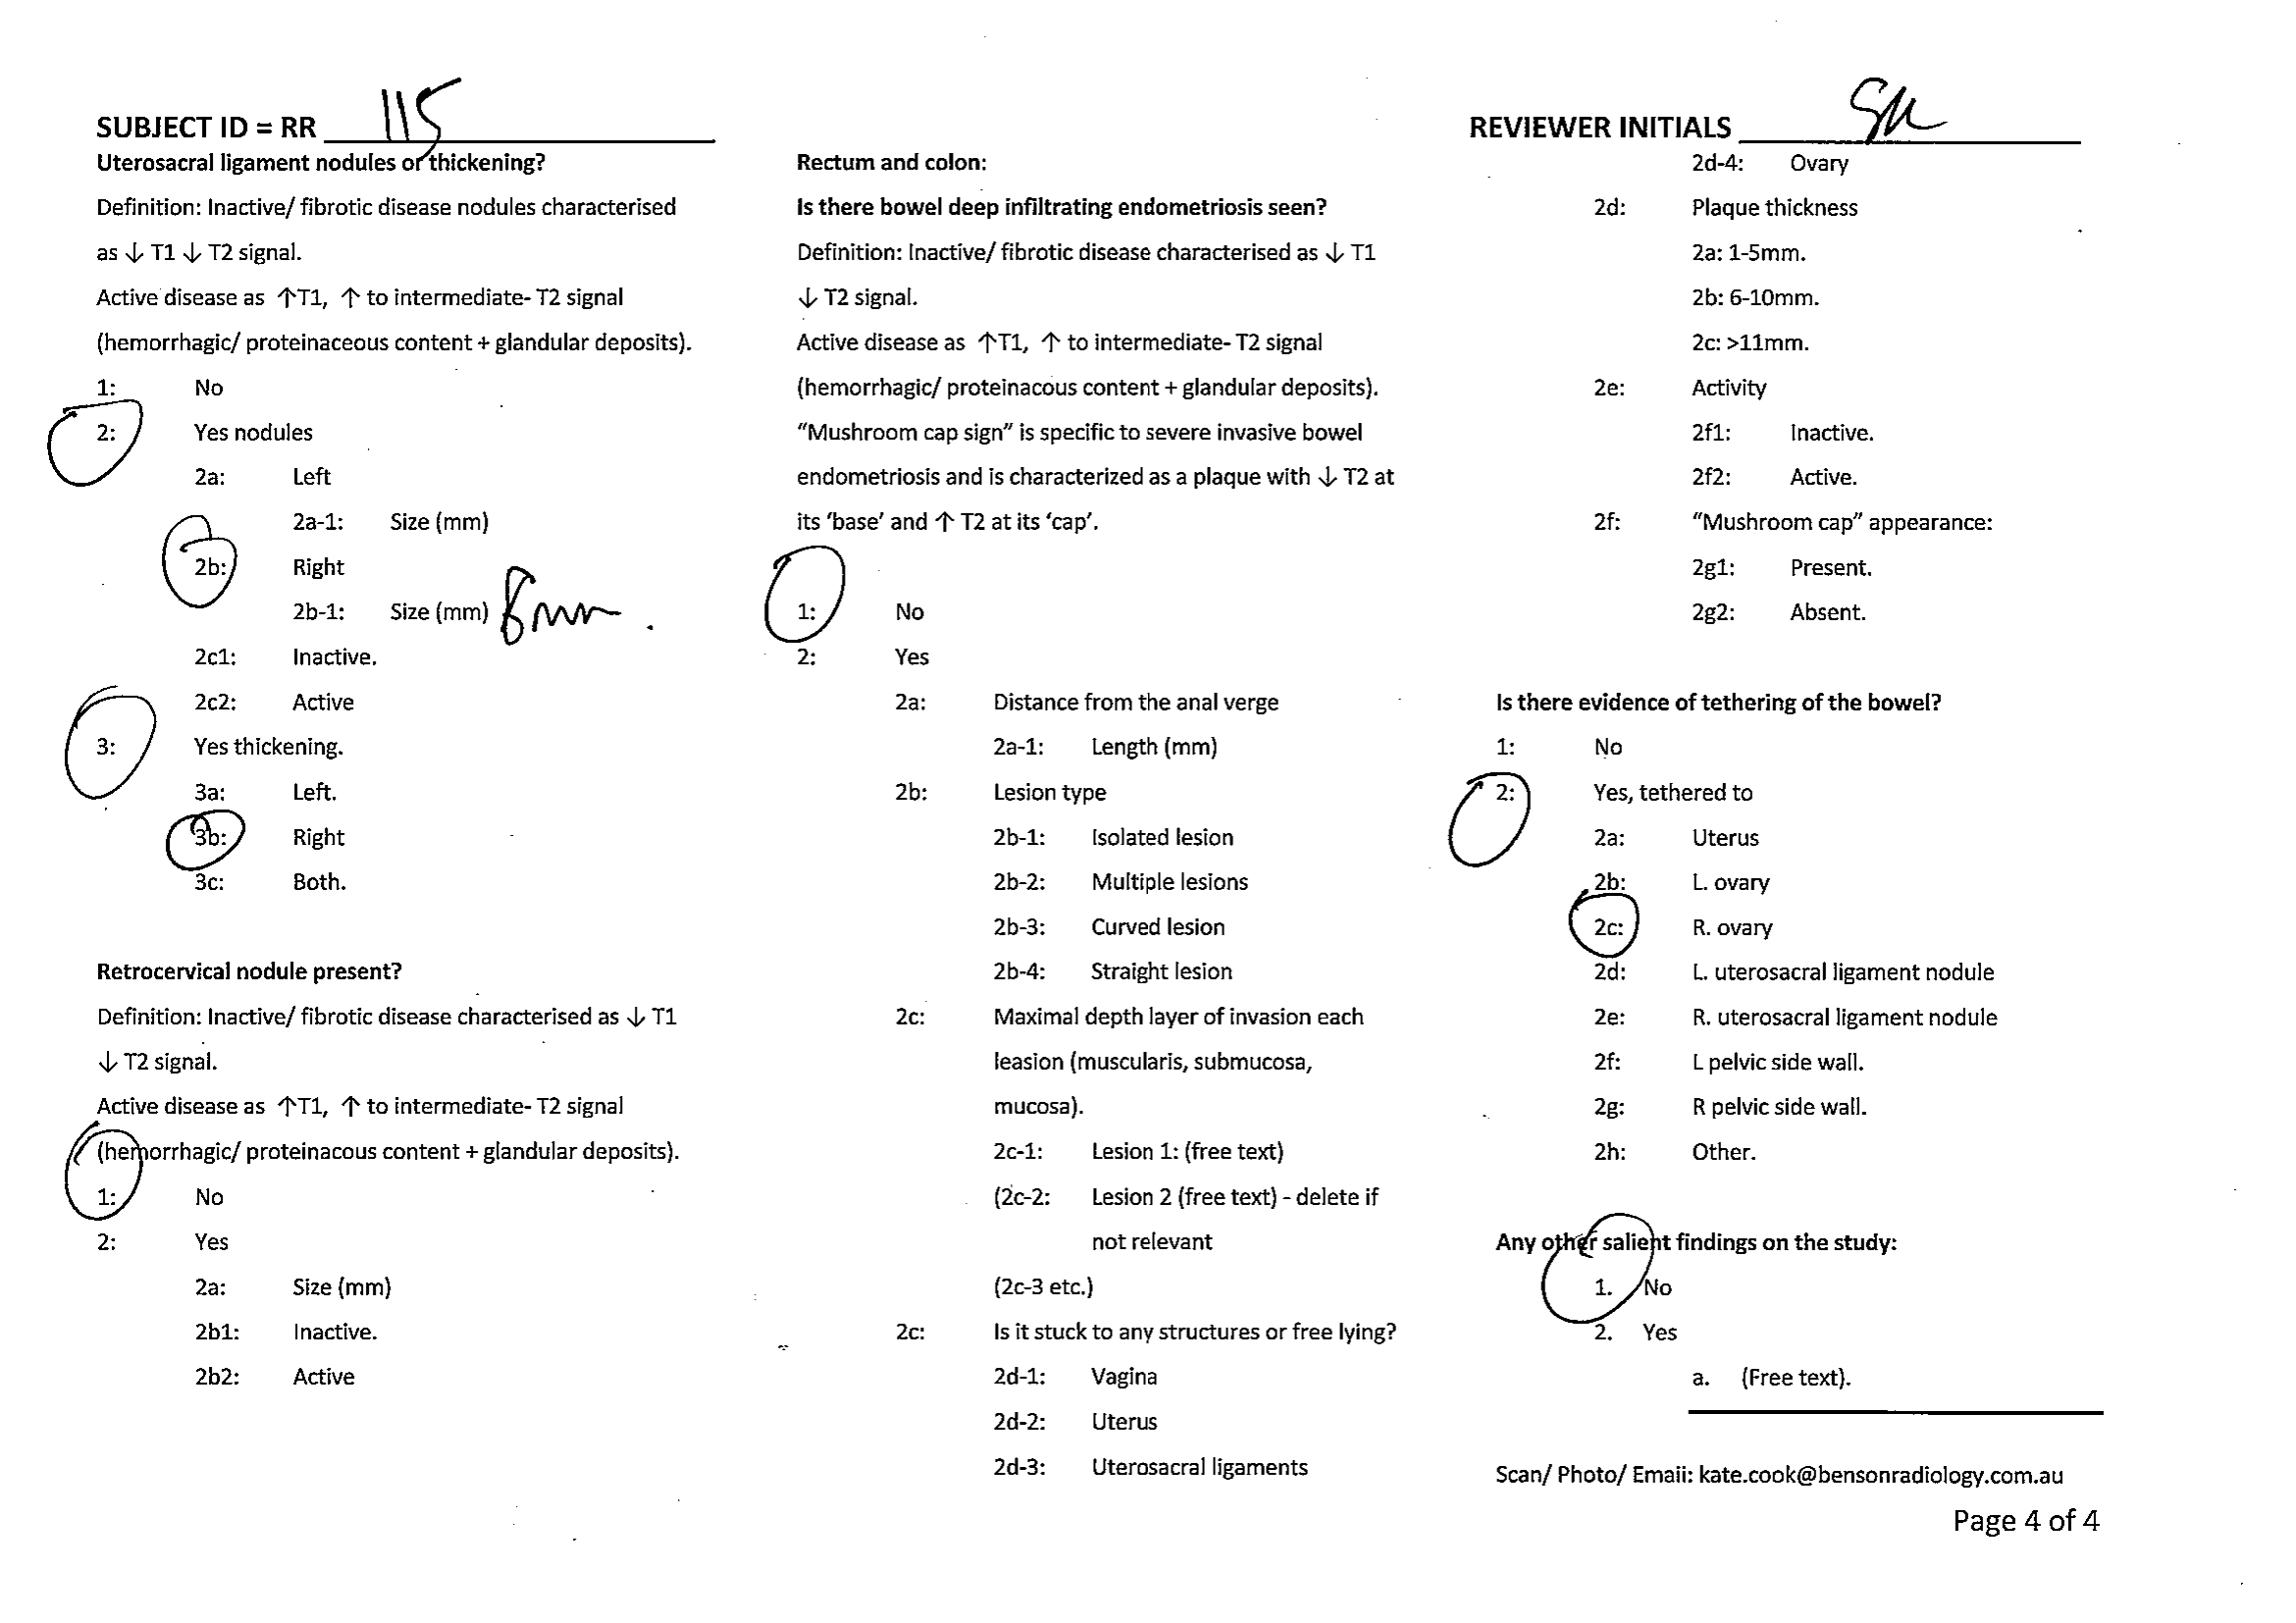 SUBJECT ID = RR 115
REVIEWER INITIALS SM
Uterosacral ligament nodules or thickening?
Definition: Inactive/ fibrotic disease nodules characterised
as ↓ T1 ↓ T2 signal.
Active disease as ↑T1, ↑ to intermediate- T2 signal
(hemorrhagic/ proteinaceous content + glandular deposits).
1: No
2: Yes nodules
2a: Left
2a-1: Size (mm)
2b: Right
2b-1: Size (mm) 8mm.
2c1: Inactive.
2c2: Active
3: Yes thickening.
3a: Left.
3b: Right
3c: Both.
Retrocervical nodule present?
Definition: Inactive/ fibrotic disease characterised as ↓ T1
↓ T2 signal.
Active disease as ↑T1, ↑ to intermediate- T2 signal
(hemorrhagic/ proteinacous content + glandular deposits).
1: No
2: Yes
2a: Size (mm)
2b1: Inactive.
2b2: Active
Rectum and colon:
Is there bowel deep infiltrating endometriosis seen?
Definition: Inactive/ fibrotic disease characterised as ↓ T1
↓ T2 signal.
Active disease as ↑T1, ↑ to intermediate- T2 signal
(hemorrhagic/ proteinacous content + glandular deposits).
“Mushroom cap sign” is specific to severe invasive bowel
endometriosis and is characterized as a plaque with ↓ T2 at
its ‘base’ and ↑ T2 at its ‘cap’.
1: No
2: Yes
2a: Distance from the anal verge
2a-1: Length (mm)
2b: Lesion type
2b-1: Isolated lesion
2b-2: Multiple lesions
2b-3: Curved lesion
2b-4: Straight lesion
2c: Maximal depth layer of invasion each
leasion (muscularis, submucosa,
mucosa).
2c-1: Lesion 1: (free text)
(2c-2: Lesion 2 (free text) - delete if
not relevant
(2c-3 etc.)
2c: Is it stuck to any structures or free lying?
2d-1: Vagina
2d-2: Uterus
2d-3: Uterosacral ligaments
2d-4: Ovary
2d: Plaque thickness
2a: 1-5mm.
2b: 6-10mm.
2c: >11mm.
2e: Activity
2f1: Inactive.
2f2: Active.
2f: “Mushroom cap” appearance:
2g1: Present.
2g2: Absent.
Is there evidence of tethering of the bowel?
1: No
2: Yes, tethered to
2a: Uterus
2b: L. ovary
2c: R. ovary
2d: L. uterosacral ligament nodule
2e: R. uterosacral ligament nodule
2f: L pelvic side wall.
2g: R pelvic side wall.
2h: Other.
Any other salient findings on the study:
1. No
2. Yes
a. (Free text).
Scan/ Photo/ Email: kate.cook@bensonradiology.com.au
Page 4 of 4